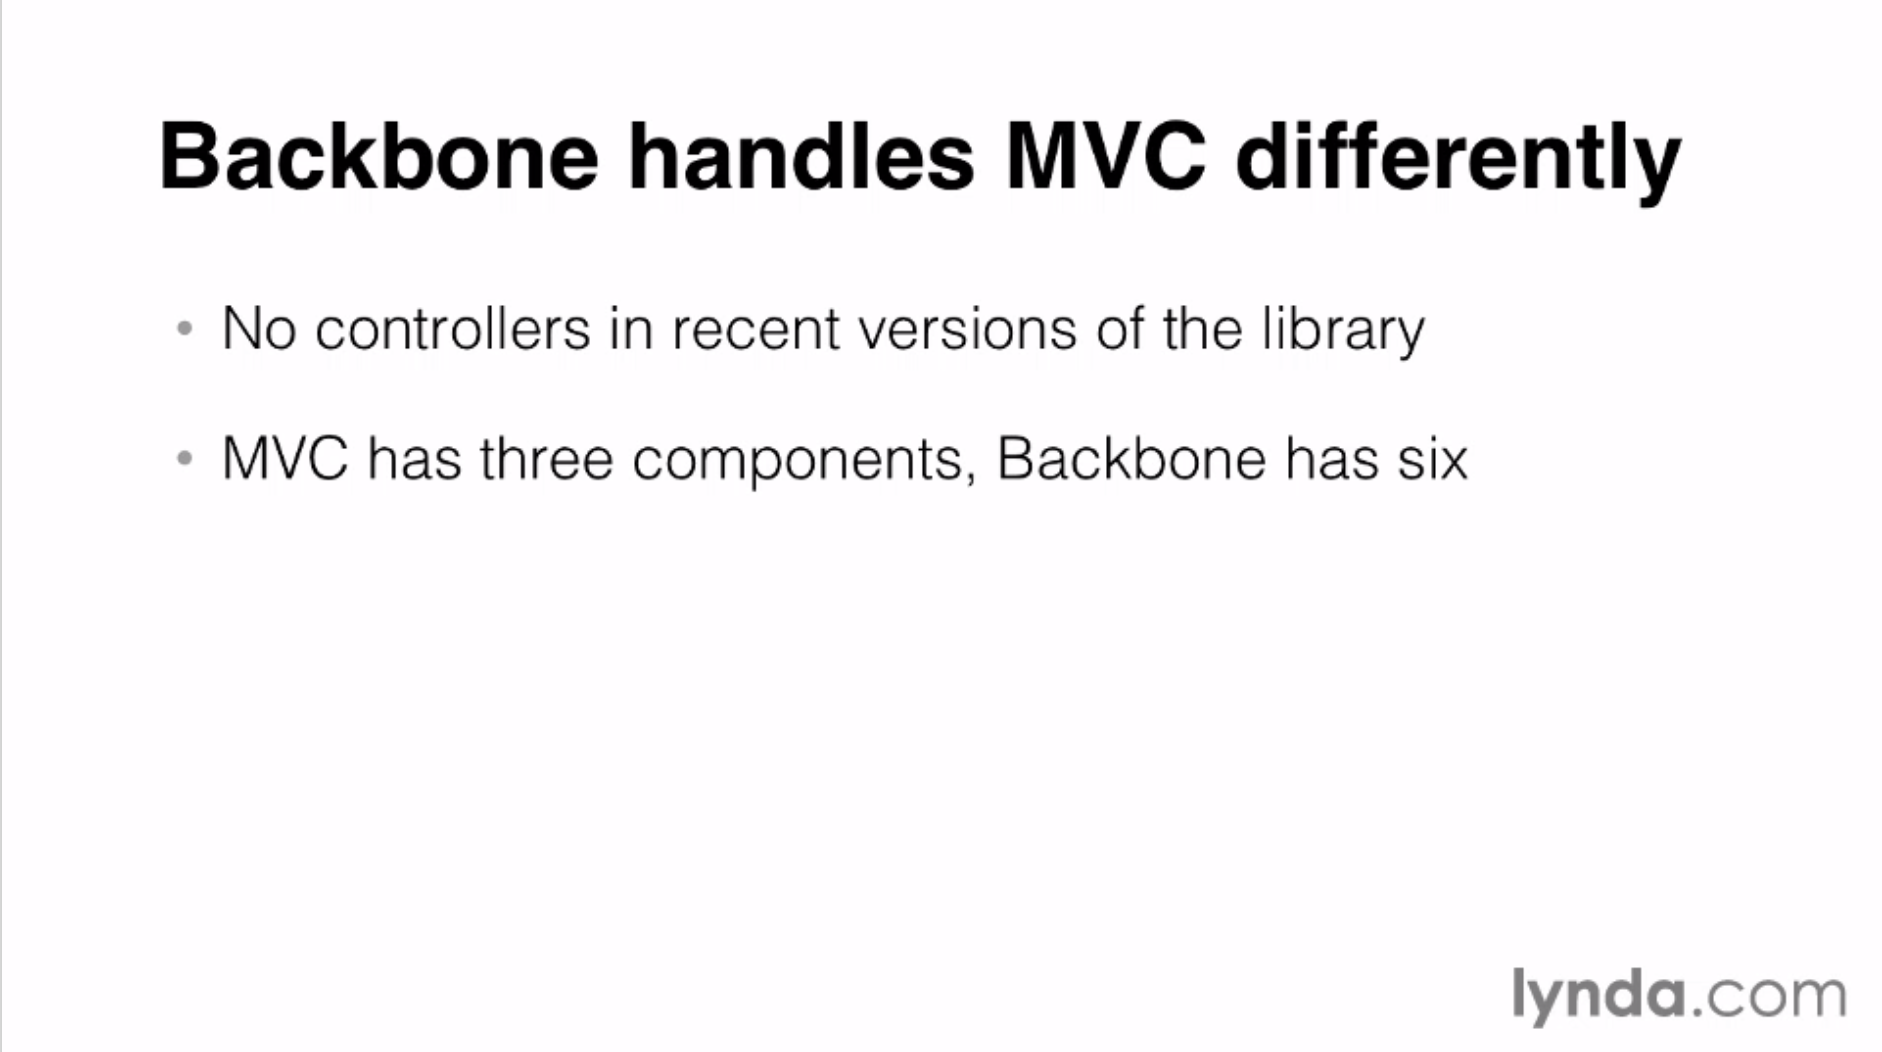 Backbone handles MVC differently
• No controllers in recent versions of the library
• MVC has three components, Backbone has six
lynda.com